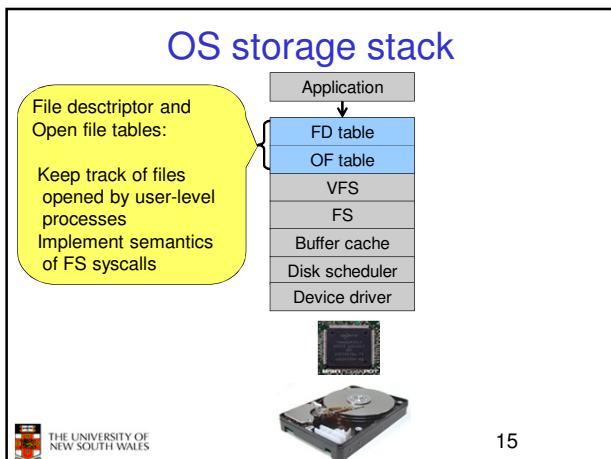 OS storage stack
File desctriptor and
Open file tables:
Keep track of files
opened by user-level
processes
Implement semantics
of FS syscalls
Application
FD table
OF table
VFS
FS
Buffer cache
Disk scheduler
Device driver
THE UNIVERSITY OF
NEW SOUTH WALES
15